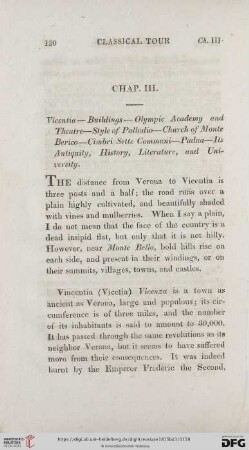 120 CLASSICAL TOUR Ch. III.
CHAP. III.
Vicentia—Buildings—Olympic Academy and
Theatre—Style of Palladio—Church of Monte
Berico—Cimbri Sette Communi—Padua—Its
Antiquity, History, Literature, and Uni-
versity.
THE distance from Verona to Vicentia is
three posts and a half; the road runs over a
plain highly cultivated, and beautifully shaded
with vines and mulberries. When I say a plain,
I do not mean that the face of the country is a
dead insipid flat, but only that it is not hilly.
However, near Monte Bello, bold hills rise on
each side, and present in their windings, or on
their summits, villages, towns, and castles.
Vincentia (Vicetia) Vicenza is a town as
ancient as Verona, large and populous; its cir-
cumference is of three miles, and the number
of its inhabitants is said to amount to 30,000.
It has passed through the same revolutions as its
neighbor Verona, but it seems to have suffered
more from their consequences. It was indeed
burnt by the Emperor Frederic the Second,
DFG